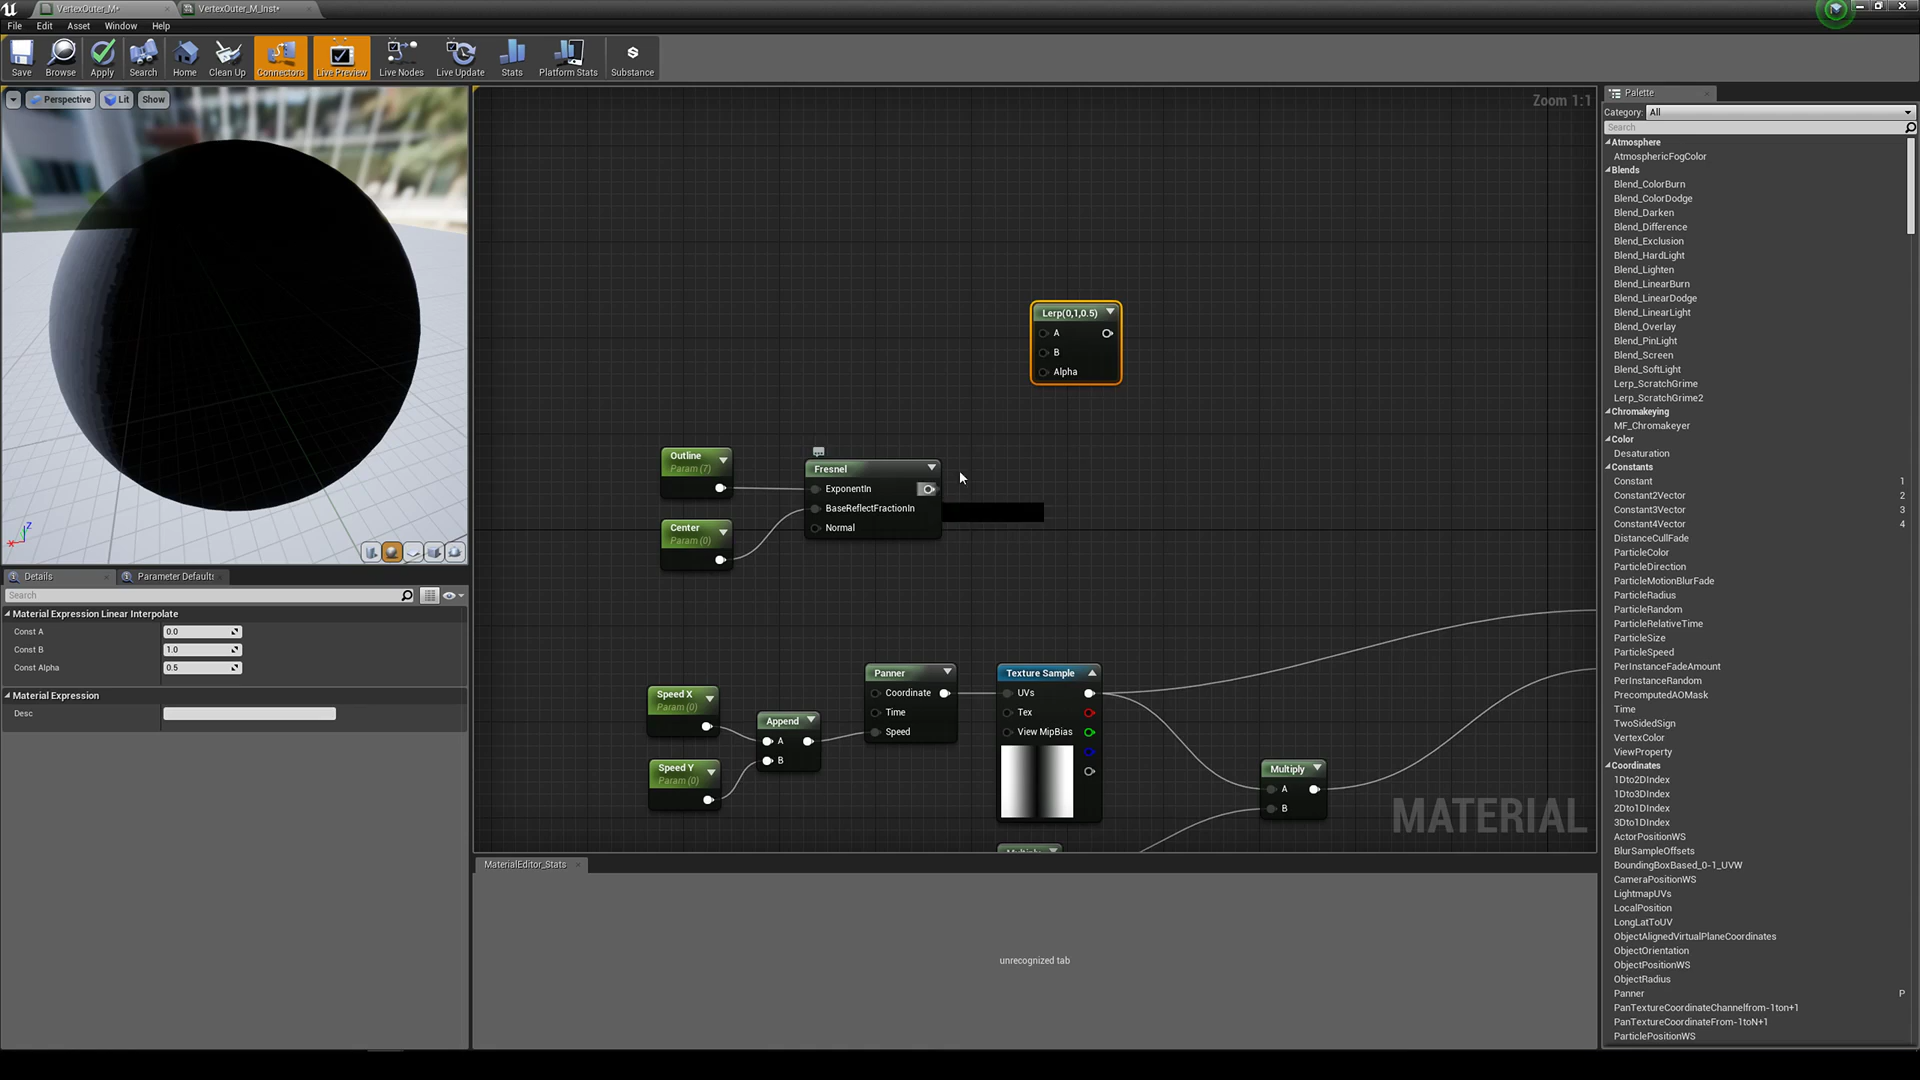 VertexOuter_M*
VertexOuter_M_Inst*
File Edit Asset Window Help
Save Browse Apply Search Home Clean Up Connectors Live Preview Live Nodes Live Update Stats Platform Stats Substance
$
Perspective Lit Show
Z
X
Details
Parameter Defaults
Search
Material Expression Linear Interpolate
Const A 0.0
Const B 1.0
Const Alpha 0.5
Material Expression
Desc
Zoom 1:1
Lerp(0,1,0.5)
A
B
Alpha
Outline
Param (7)
Center
Param (0)
Fresnel
ExponentIn
BaseReflectFractionIn
Normal
Speed X
Param (0)
Speed Y
Param (0)
Append
A
B
Panner
Coordinate
Time
Speed
Texture Sample
UVs
Tex
View MipBias
Multiply
A
B
Multiply
MATERIAL
MaterialEditor_Stats
unrecognized tab
Palette
Category: All
Search
Atmosphere
AtmosphericFogColor
Blends
Blend_ColorBurn
Blend_ColorDodge
Blend_Darken
Blend_Difference
Blend_Exclusion
Blend_HardLight
Blend_Lighten
Blend_LinearBurn
Blend_LinearDodge
Blend_LinearLight
Blend_Overlay
Blend_PinLight
Blend_Screen
Blend_SoftLight
Lerp_ScratchGrime
Lerp_ScratchGrime2
Chromakeying
MF_Chromakeyer
Color
Desaturation
Constants
Constant 1
Constant2Vector 2
Constant3Vector 3
Constant4Vector 4
DistanceCullFade
ParticleColor
ParticleDirection
ParticleMotionBlurFade
ParticleRadius
ParticleRandom
ParticleRelativeTime
ParticleSize
ParticleSpeed
PerInstanceFadeAmount
PerInstanceRandom
PrecomputedAOMask
Time
TwoSidedSign
VertexColor
ViewProperty
Coordinates
1Dto2DIndex
1Dto3DIndex
2Dto1DIndex
3Dto1DIndex
ActorPositionWS
BlurSampleOffsets
BoundingBoxBased_0-1_UVW
CameraPositionWS
LightmapUVs
LocalPosition
LongLatToUV
ObjectAlignedVirtualPlaneCoordinates
ObjectOrientation
ObjectPositionWS
ObjectRadius
Panner P
PanTextureCoordinateChannelfrom-1ton+1
PanTextureCoordinateFrom-1toN+1
ParticlePositionWS